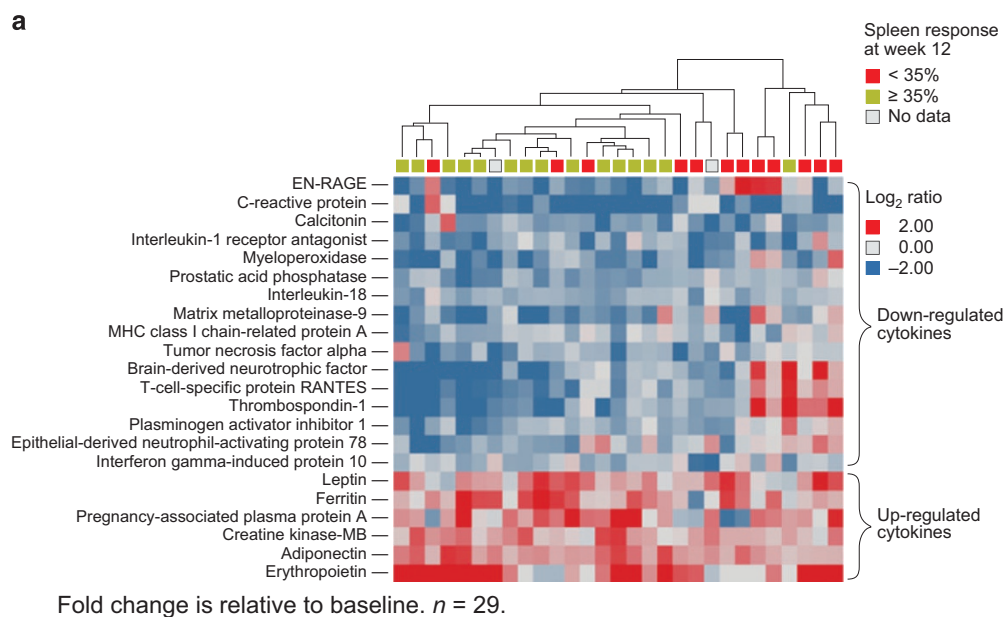 a
Spleen response
at week 12
< 35%
≥ 35%
No data
EN-RAGE
C-reactive protein
Calcitonin
Interleukin-1 receptor antagonist
Myeloperoxidase
Prostatic acid phosphatase
Interleukin-18
Matrix metalloproteinase-9
MHC class I chain-related protein A
Tumor necrosis factor alpha
Brain-derived neurotrophic factor
T-cell-specific protein RANTES
Thrombospondin-1
Plasminogen activator inhibitor 1
Epithelial-derived neutrophil-activating protein 78
Interferon gamma-induced protein 10
Leptin
Ferritin
Pregnancy-associated plasma protein A
Creatine kinase-MB
Adiponectin
Erythropoietin
Log₂ ratio
2.00
0.00
–2.00
Down-regulated
cytokines
Up-regulated
cytokines
Fold change is relative to baseline. n = 29.